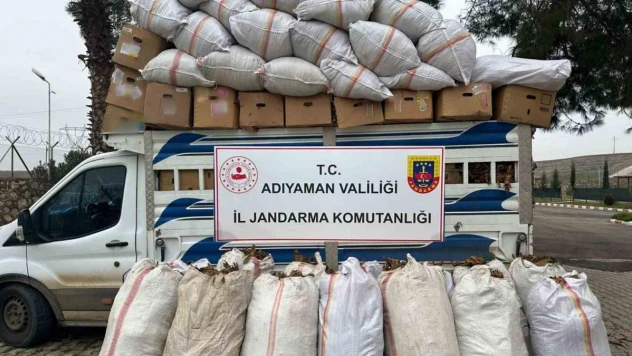 T.C.
ADIYAMAN VALİLİĞİ
İL JANDARMA KOMUTANLIĞI